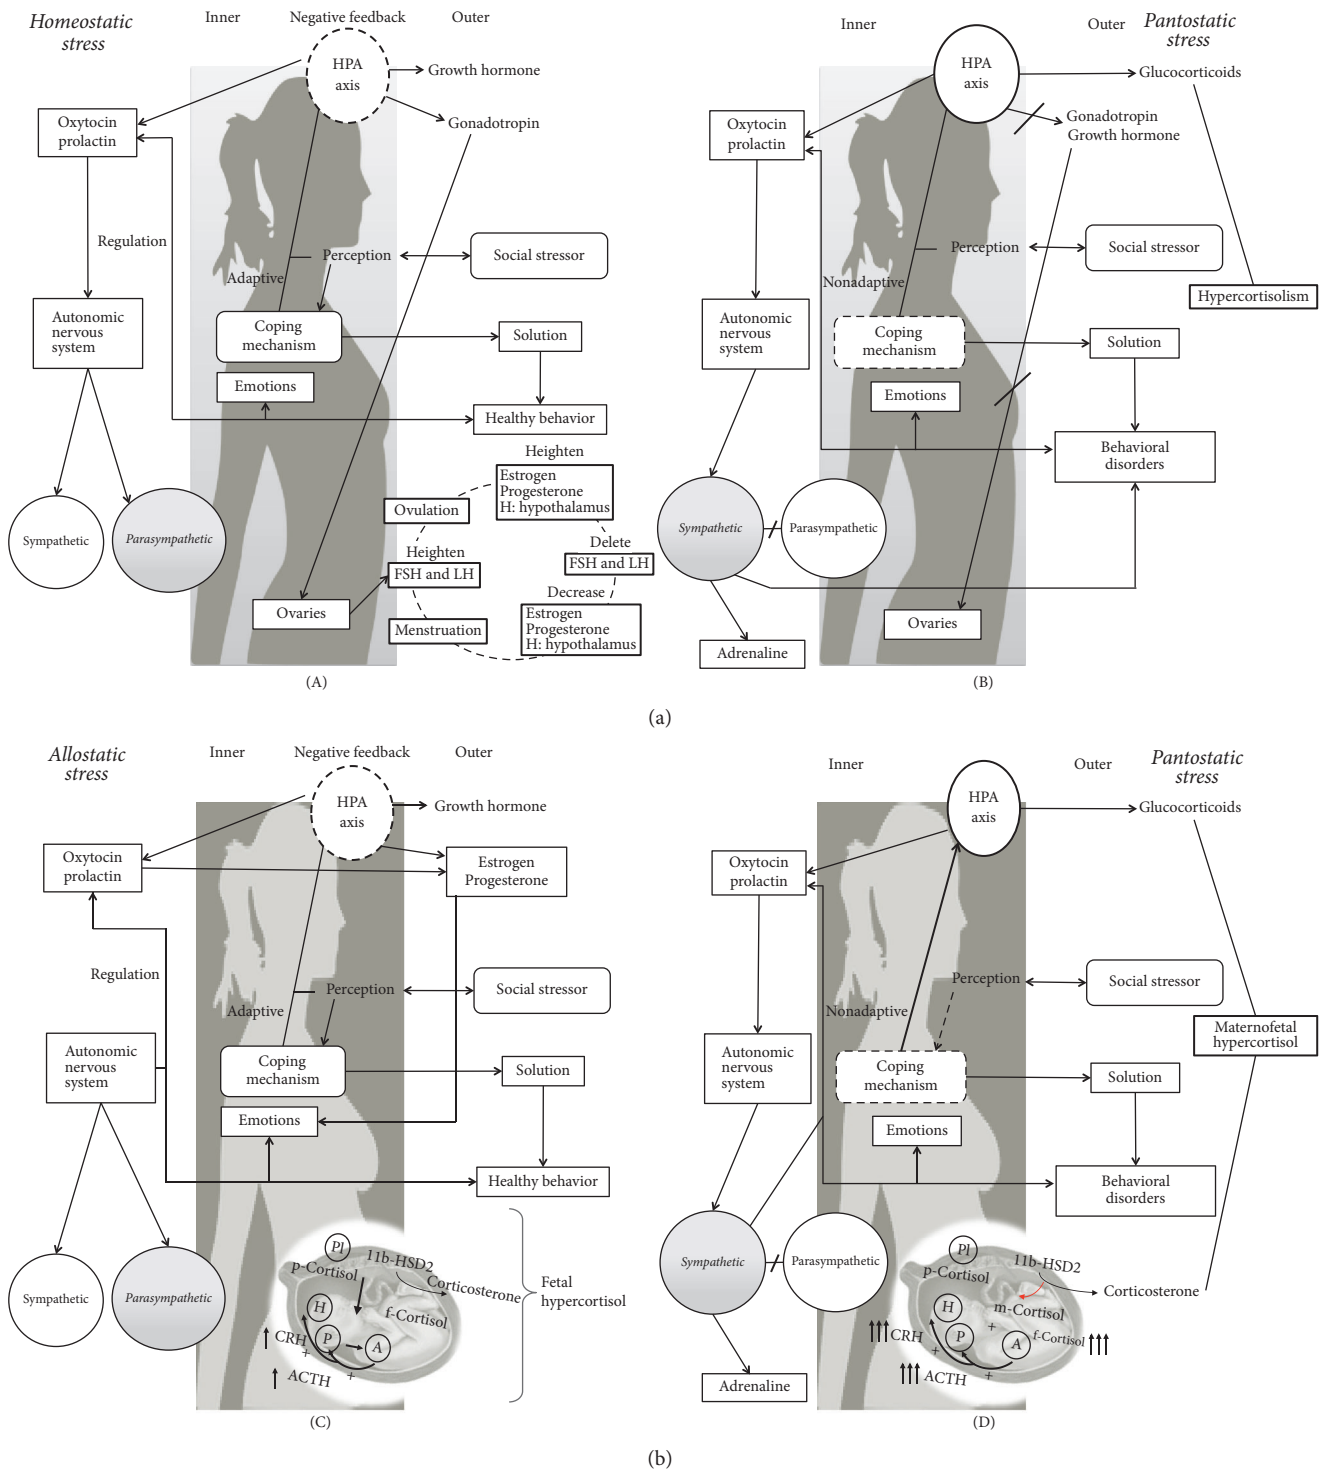 Homeostatic
stress
Inner
Negative feedback
Outer
HPA
axis
Growth hormone
Gonadotropin
Oxytocin
prolactin
Regulation
Perception
Social stressor
Adaptive
Autonomic
nervous
system
Coping
mechanism
Solution
Emotions
Healthy behavior
Heighten
Estrogen
Progesterone
H: hypothalamus
Ovulation
Delete
FSH and LH
Heighten
FSH and LH
Decrease
Estrogen
Progesterone
H: hypothalamus
Menstruation
Ovaries
Sympathetic
Parasympathetic
(A)
Inner
Outer
Pantostatic
stress
HPA
axis
Glucocorticoids
Gonadotropin
Growth hormone
Oxytocin
prolactin
Perception
Social stressor
Nonadaptive
Hypercortisolism
Autonomic
nervous
system
Coping
mechanism
Solution
Emotions
Behavioral
disorders
Sympathetic
Parasympathetic
Ovaries
Adrenaline
(B)
(a)
Allostatic
stress
Inner
Negative feedback
Outer
HPA
axis
Growth hormone
Oxytocin
prolactin
Estrogen
Progesterone
Regulation
Perception
Social stressor
Adaptive
Autonomic
nervous
system
Coping
mechanism
Solution
Emotions
Healthy behavior
Sympathetic
Parasympathetic
Pl
p-Cortisol
11b-HSD2
Corticosterone
f-Cortisol
H
P
A
CRH
+
ACTH
+
Fetal
hypercortisol
(C)
Inner
Outer
Pantostatic
stress
HPA
axis
Glucocorticoids
Oxytocin
prolactin
Perception
Social stressor
Nonadaptive
Maternofetal
hypercortisol
Autonomic
nervous
system
Coping
mechanism
Solution
Emotions
Behavioral
disorders
Sympathetic
Parasympathetic
Pl
p-Cortisol
11b-HSD2
Corticosterone
m-Cortisol
+
H
P
A
f-Cortisol
CRH
+
ACTH
+
Adrenaline
(D)
(b)